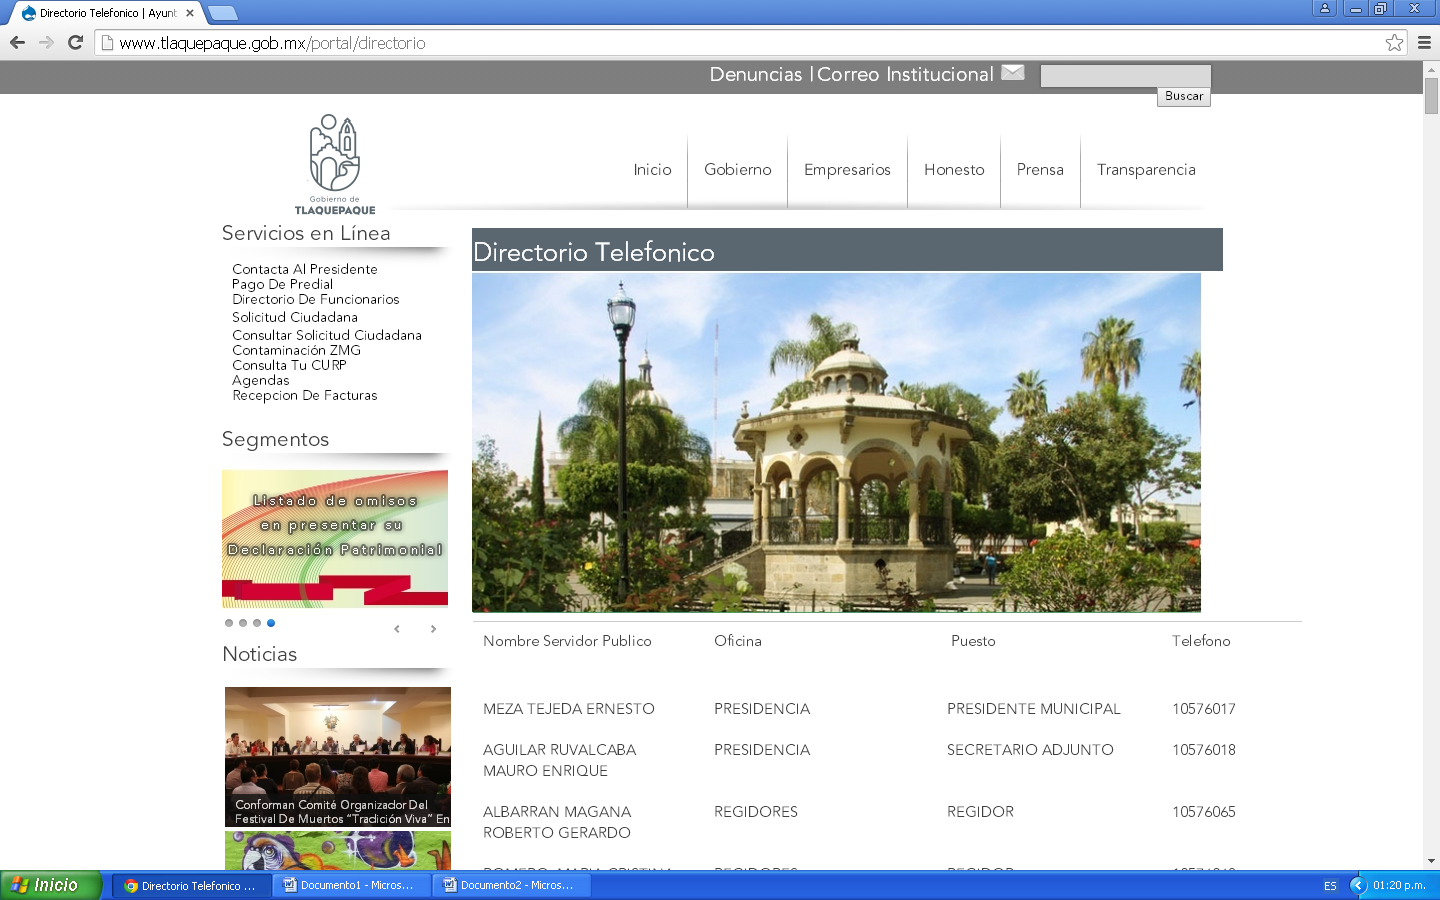 Directorio Telefonico | Ayunt
www.tlaquepaque.gob.mx/portal/directorio
Denuncias | Correo Institucional
Buscar
Gobierno de
TLAQUEPAQUE
Inicio Gobierno Empresarios Honesto Prensa Transparencia
Servicios en Línea
Contacta Al Presidente
Pago De Predial
Directorio De Funcionarios
Solicitud Ciudadana
Consultar Solicitud Ciudadana
Contaminación ZMG
Consulta Tu CURP
Agendas
Recepcion De Facturas
Segmentos
Listado de omisos
en presentar su
Declaración Patrimonial
Noticias
Conforman Comité Organizador Del
Festival De Muertos “Tradición Viva” En
Directorio Telefonico
Nombre Servidor Publico Oficina Puesto Telefono
MEZA TEJEDA ERNESTO PRESIDENCIA PRESIDENTE MUNICIPAL 10576017
AGUILAR RUVALCABA PRESIDENCIA SECRETARIO ADJUNTO 10576018
MAURO ENRIQUE
ALBARRAN MAGANA REGIDORES REGIDOR 10576065
ROBERTO GERARDO
ROMERO MARIA CRISTINA REGIDORES REGIDOR
Inicio
Directorio Telefonico ...
Documento1 - Micros...
Documento2 - Micros...
ES
01:20 p.m.